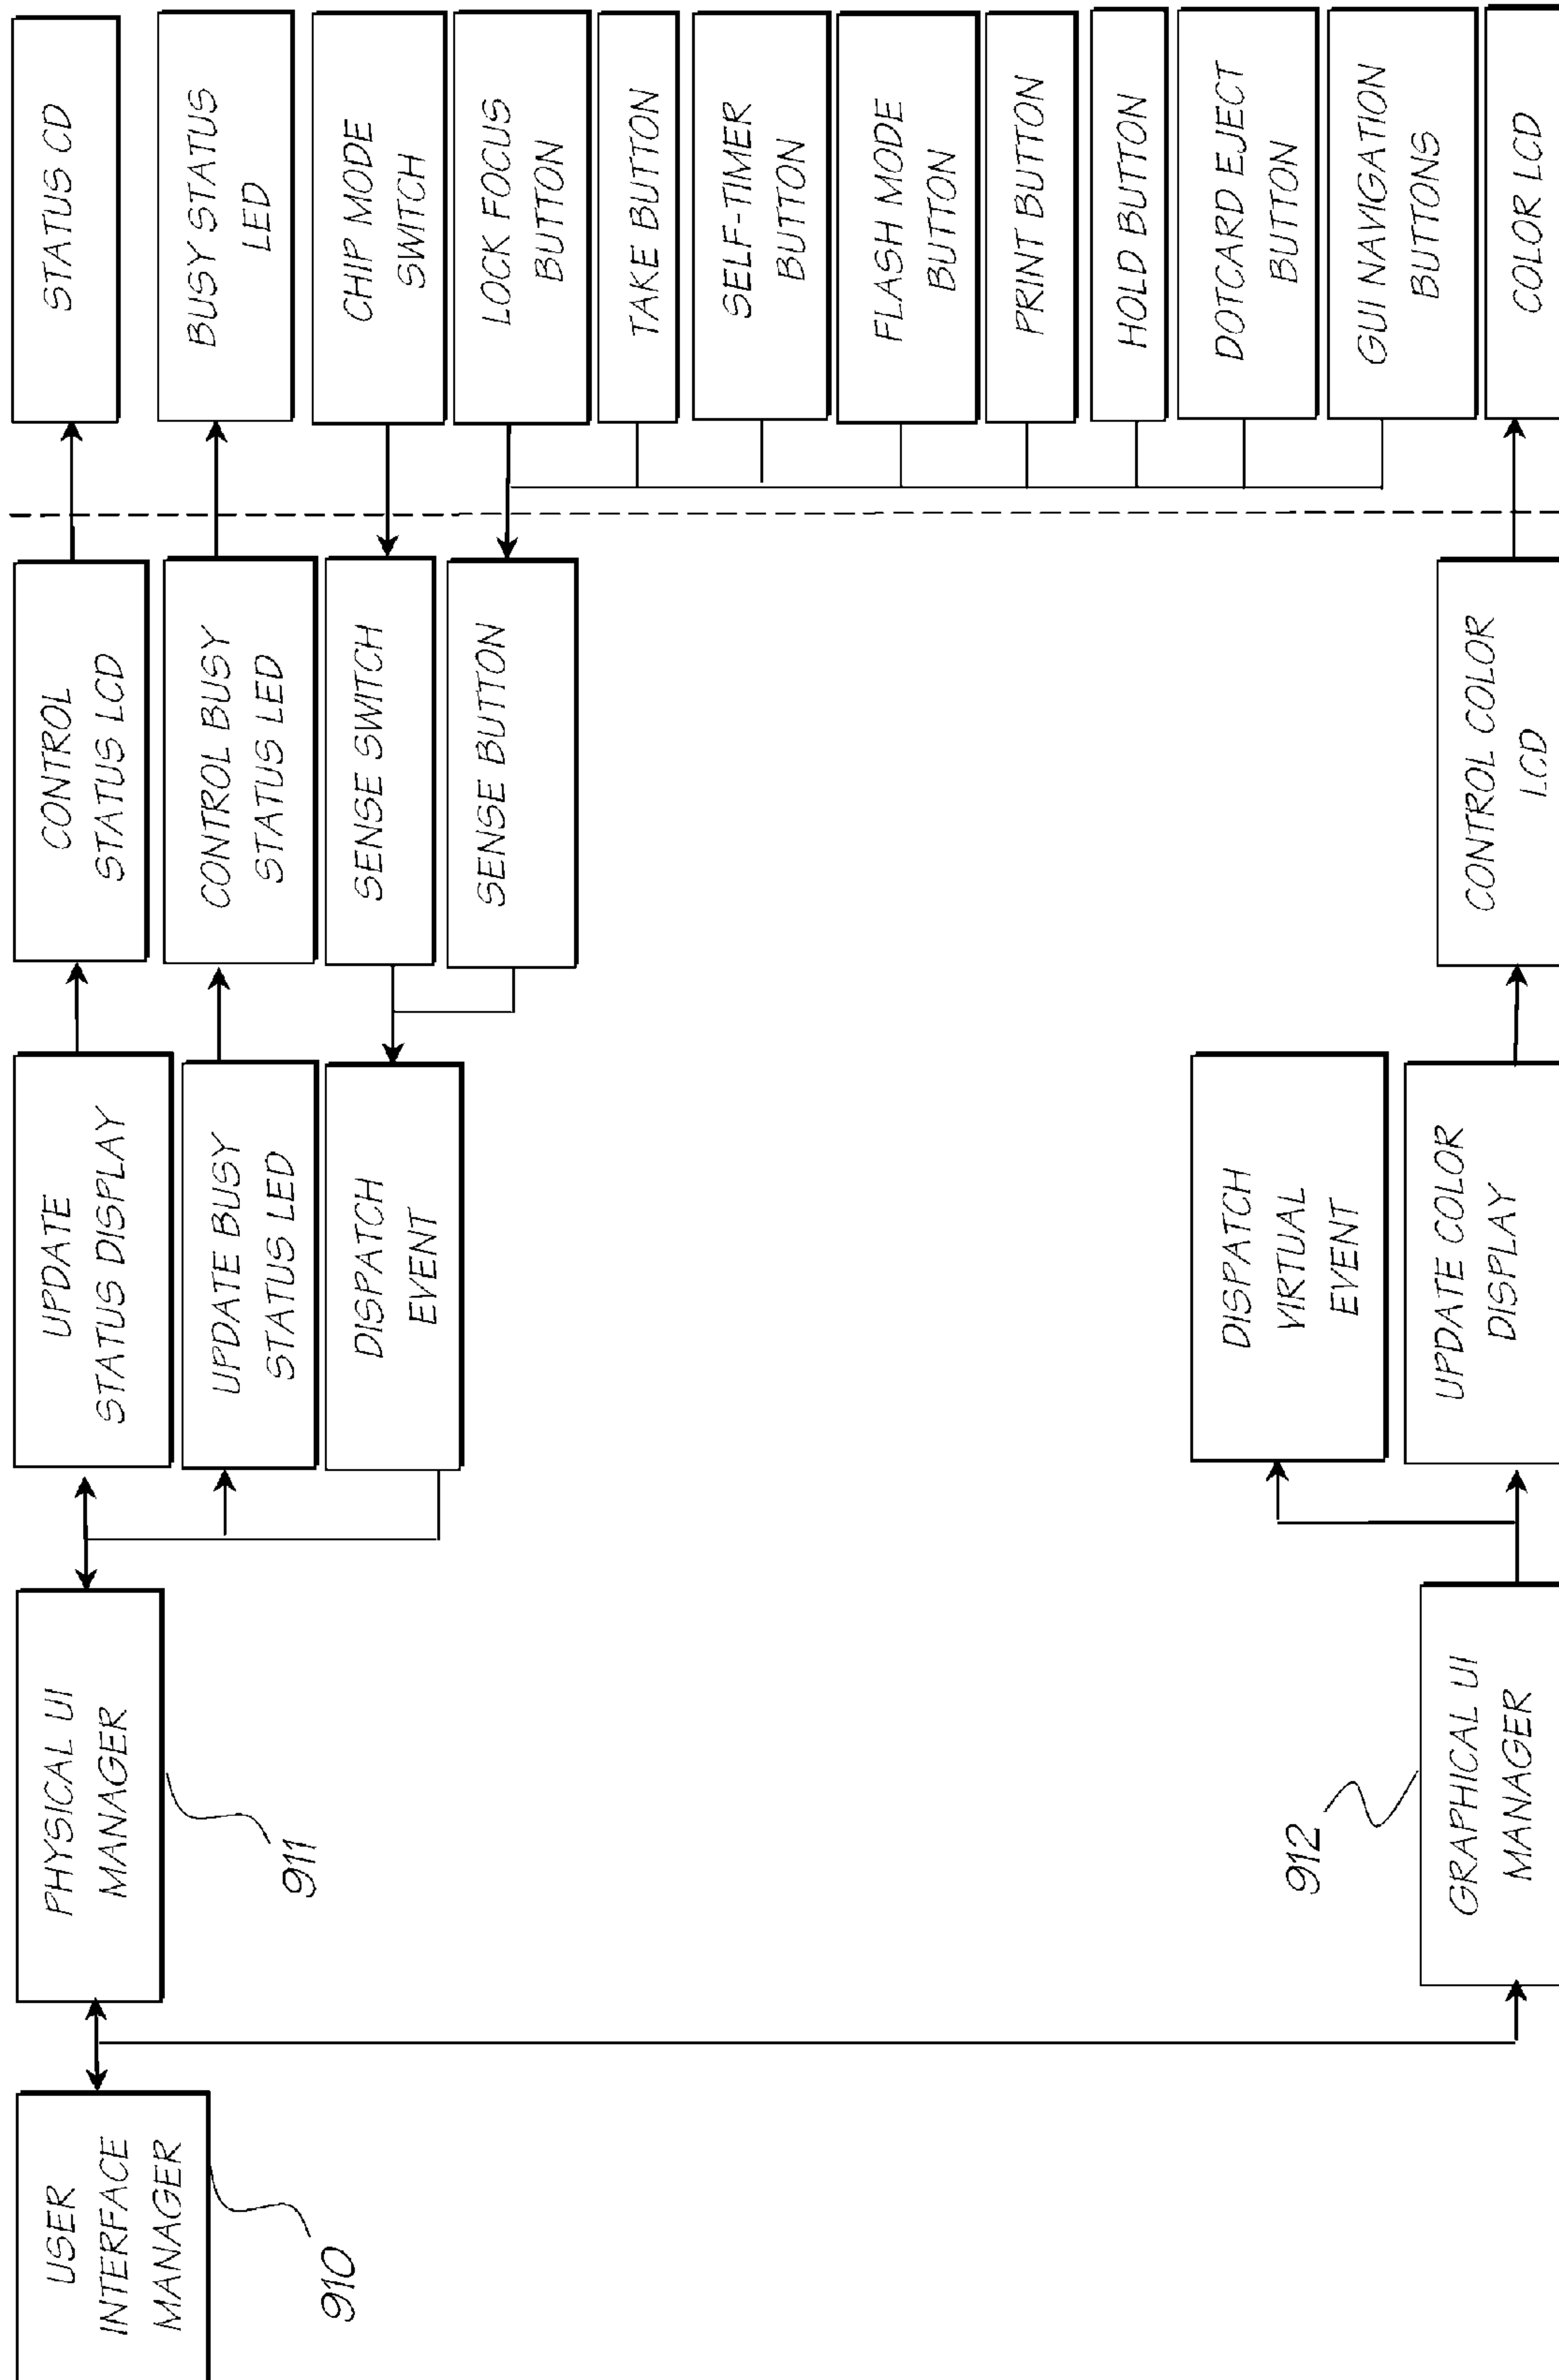 USER
INTERFACE
MANAGER
910
PHYSICAL UI
MANAGER
911
GRAPHICAL UI
MANAGER
912
UPDATE
STATUS DISPLAY
UPDATE BUSY
STATUS LED
DISPATCH
EVENT
DISPATCH
VIRTUAL
EVENT
UPDATE COLOR
DISPLAY
CONTROL
STATUS LCD
CONTROL BUSY
STATUS LED
SENSE SWITCH
SENSE BUTTON
CONTROL COLOR
LCD
STATUS CD
BUSY STATUS
LED
CHIP MODE
SWITCH
LOCK FOCUS
BUTTON
TAKE BUTTON
SELF-TIMER
BUTTON
FLASH MODE
BUTTON
PRINT BUTTON
HOLD BUTTON
DOTCARD EJECT
BUTTON
GUI NAVIGATION
BUTTONS
COLOR LCD